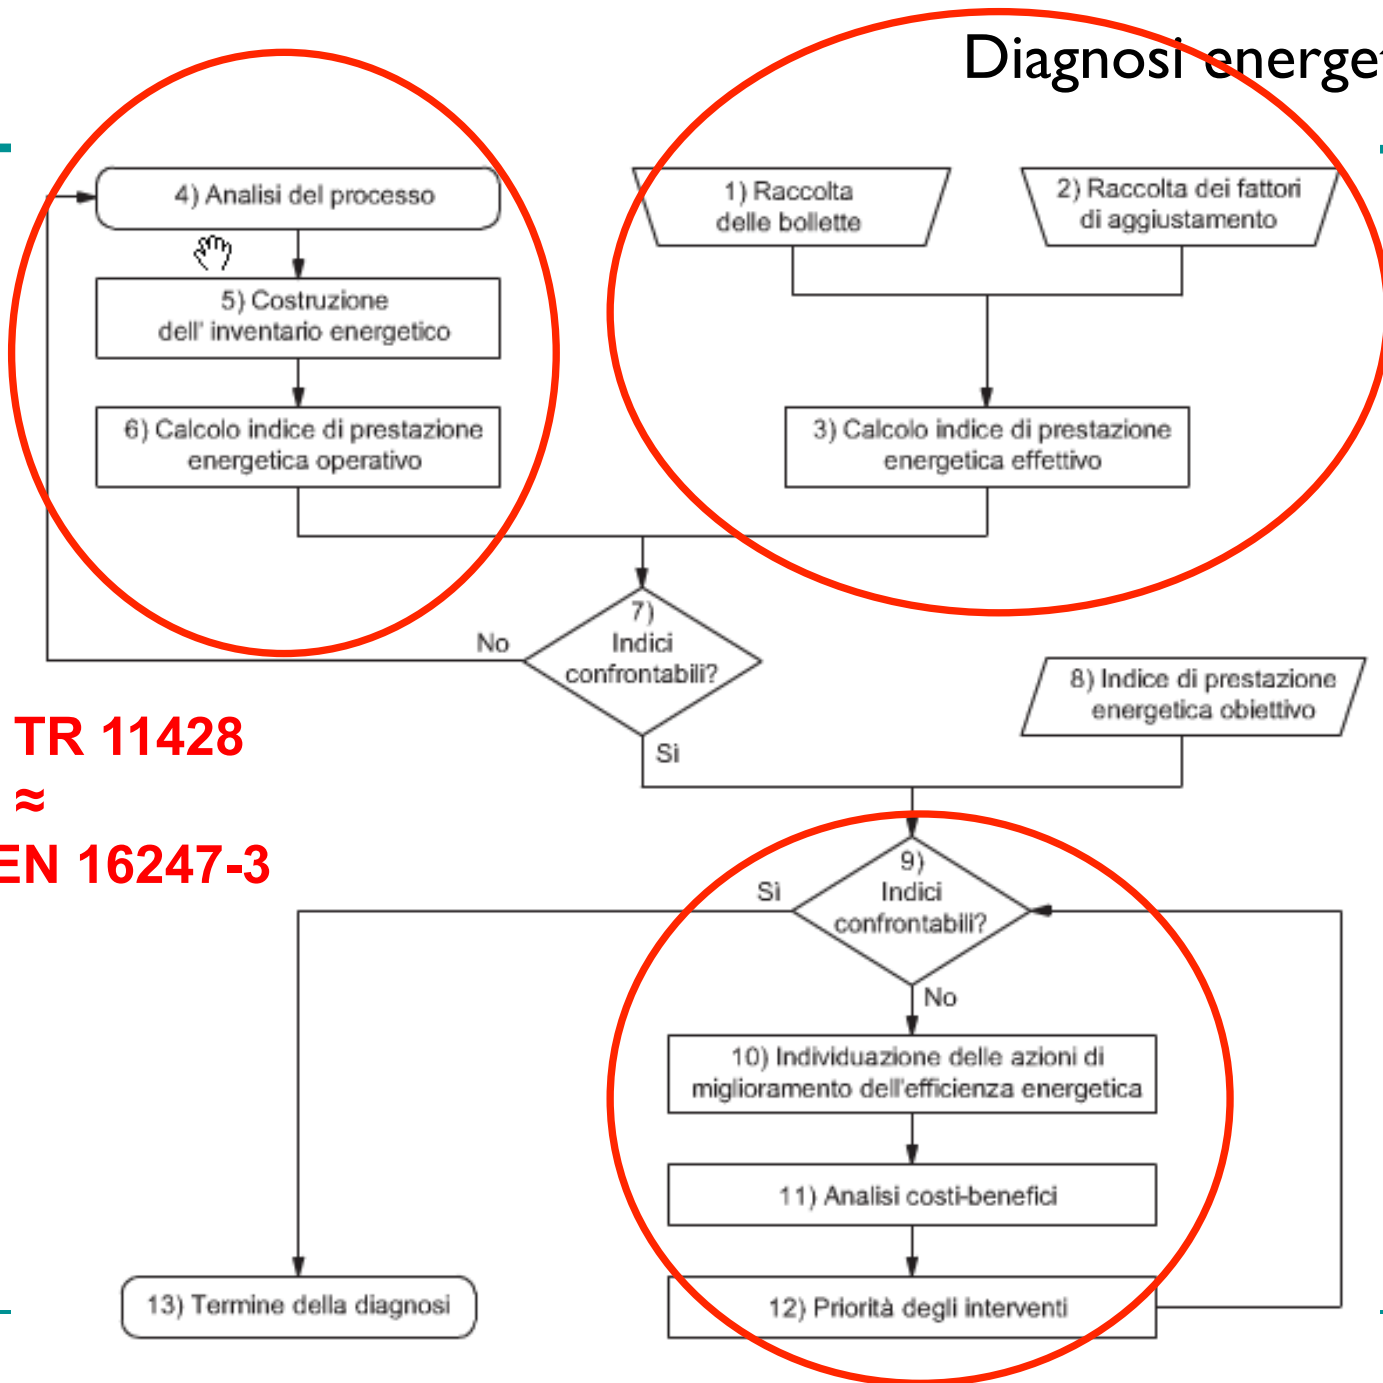 Diagnosi energe
4) Analisi del processo
1) Raccolta
delle bollette
2) Raccolta dei fattori
di aggiustamento
5) Costruzione
dell' inventario energetico
6) Calcolo indice di prestazione
energetica operativo
3) Calcolo indice di prestazione
energetica effettivo
7)
Indici
confrontabili?
No
Sì
8) Indice di prestazione
energetica obiettivo
TR 11428
≈
EN 16247-3
9)
Indici
confrontabili?
Sì
No
10) Individuazione delle azioni di
miglioramento dell'efficienza energetica
11) Analisi costi-benefici
12) Priorità degli interventi
13) Termine della diagnosi